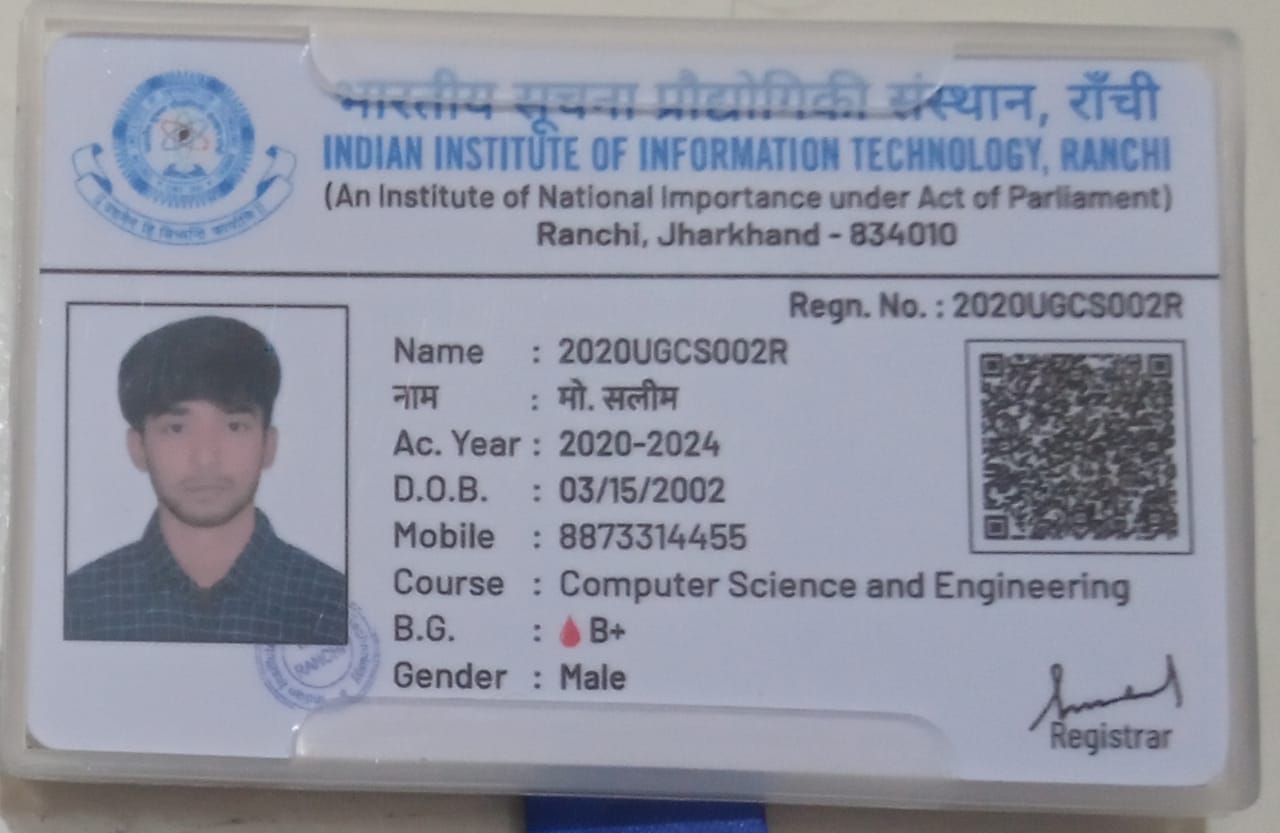 भारतीय सूचना प्रौद्योगिकी संस्थान, राँची
INDIAN INSTITUTE OF INFORMATION TECHNOLOGY, RANCHI
(An Institute of National Importance under Act of Parliament)
Ranchi, Jharkhand - 834010
Regn. No. : 2020UGCS002R
Name : 2020UGCS002R
नाम : मो. सलीम
Ac. Year : 2020-2024
D.O.B. : 03/15/2002
Mobile : 8873314455
Course : Computer Science and Engineering
B.G. : B+
Gender : Male
RANCHI
Registrar